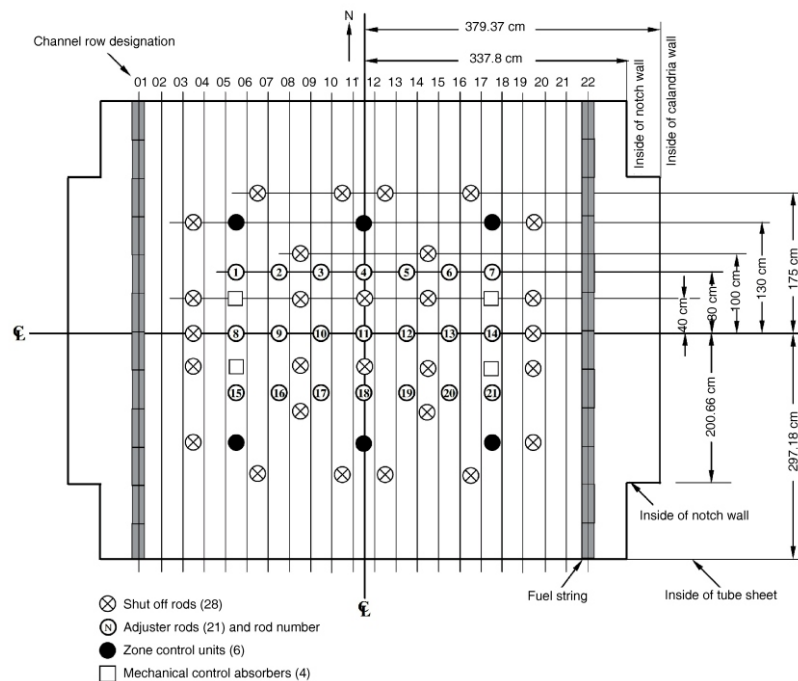 N
379.37 cm
Channel row designation
337.8 cm
01 02 03 04 05 06 07 08 09 10 11 12 13 14 15 16 17 18 19 20 21 22
Inside of notch wall
Inside of calandria wall
1 2 3 4 5 6 7
40 cm
80 cm
100 cm
130 cm
175 cm
℄
8 9 10 11 12 13 14
15 16 17 18 19 20 21
200.66 cm
297.18 cm
Inside of notch wall
Fuel string
Inside of tube sheet
℄
Shut off rods (28)
N Adjuster rods (21) and rod number
Zone control units (6)
Mechanical control absorbers (4)